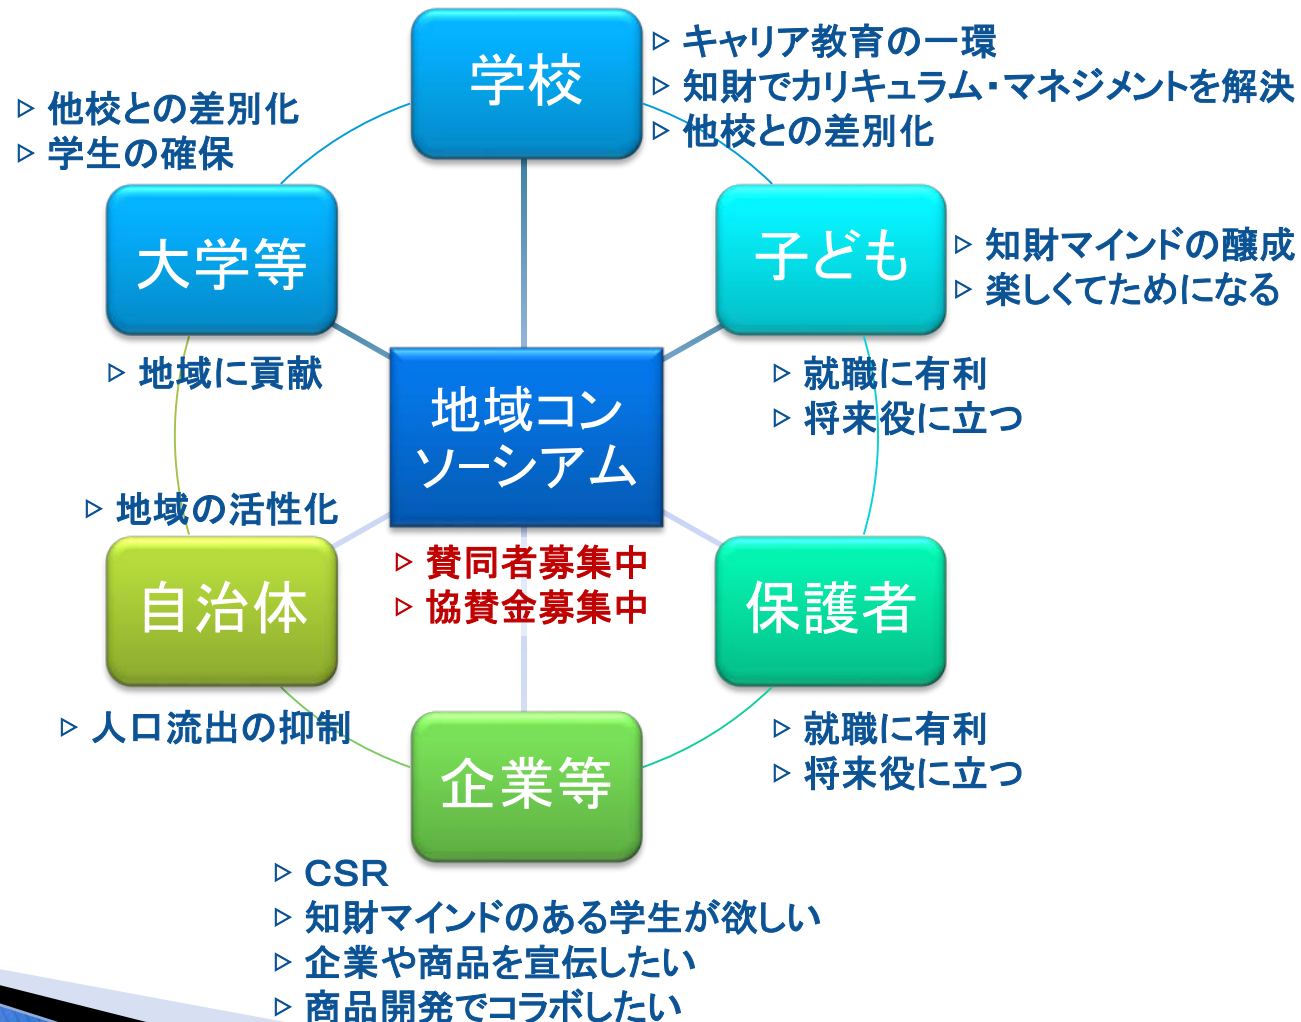 学校
▷ キャリア教育の一環
▷ 知財でカリキュラム・マネジメントを解決
▷ 他校との差別化
▷ 他校との差別化
▷ 学生の確保
大学等
▷ 地域に貢献
子ども
▷ 知財マインドの醸成
▷ 楽しくてためになる
▷ 就職に有利
▷ 将来役に立つ
地域コン
ソーシアム
▷ 賛同者募集中
▷ 協賛金募集中
▷ 地域の活性化
自治体
▷ 人口流出の抑制
保護者
▷ 就職に有利
▷ 将来役に立つ
企業等
▷ CSR
▷ 知財マインドのある学生が欲しい
▷ 企業や商品を宣伝したい
▷ 商品開発でコラボしたい